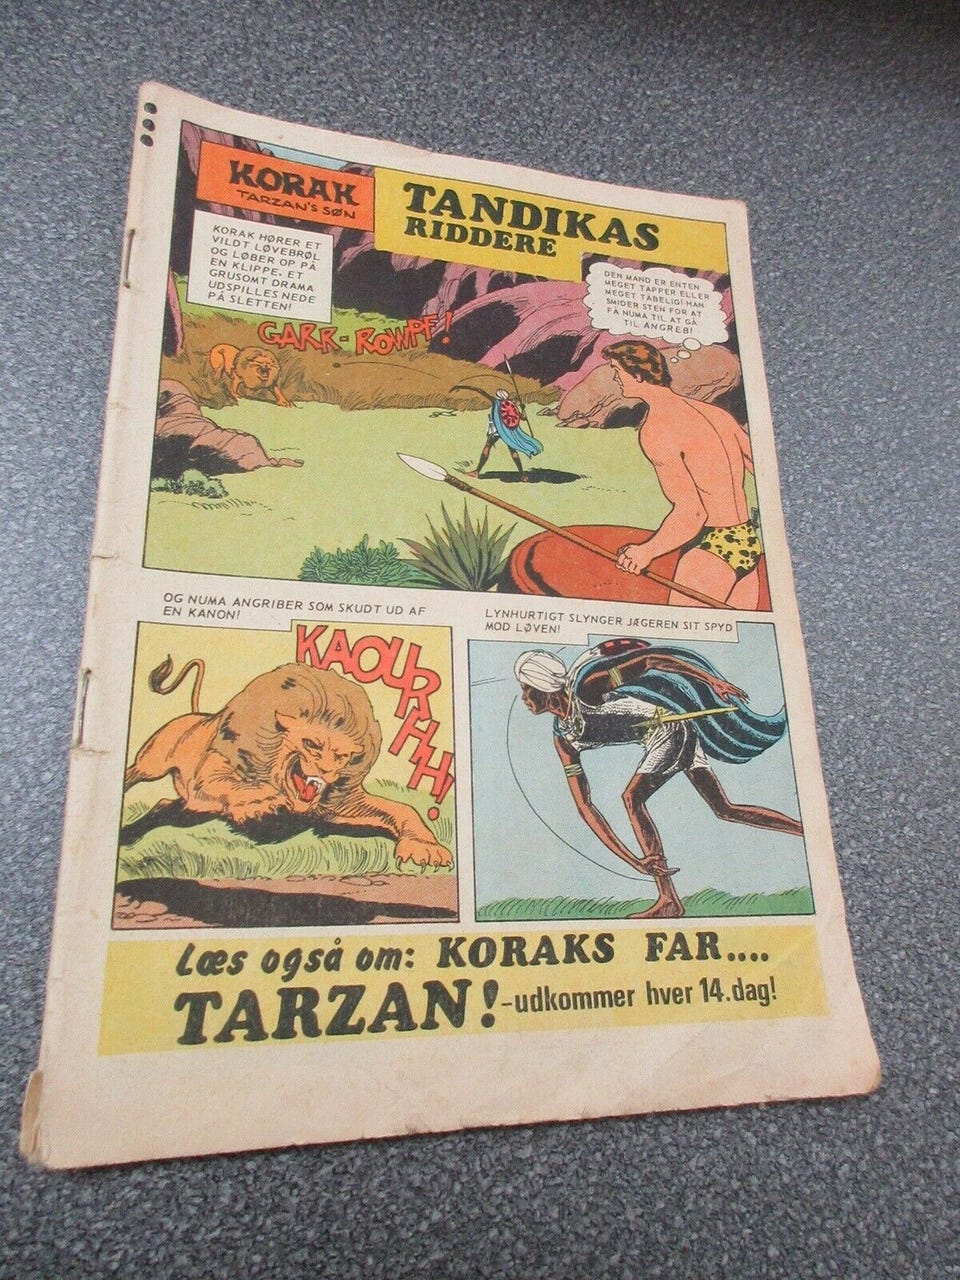 KORAK
TARZAN'S SØN
TANDIKAS
RIDDERE
KORAK HØRER ET
VILDT LØVEBRØL
OG LØBER OP PÅ
EN KLIPPE. ET
GRUSOMT DRAMA
UDSPILLES NEDE
PÅ SLETTEN!
DEN MAND ER ENTEN
MEGET TAPPER ELLER
MEGET TÅBELIG! HAN
SMIDER STEN FOR AT
FÅ NUMA TIL AT GÅ
TIL ANGREB!
GARR-ROWPF!
OG NUMA ANGRIBER SOM SKUDT UD AF
EN KANON!
KAOURHH!
LYNHURTIGT SLYNGER JÆGEREN SIT SPYD
MOD LØVEN!
Læs også om: KORAKS FAR....
TARZAN!-udkommer hver 14.dag!